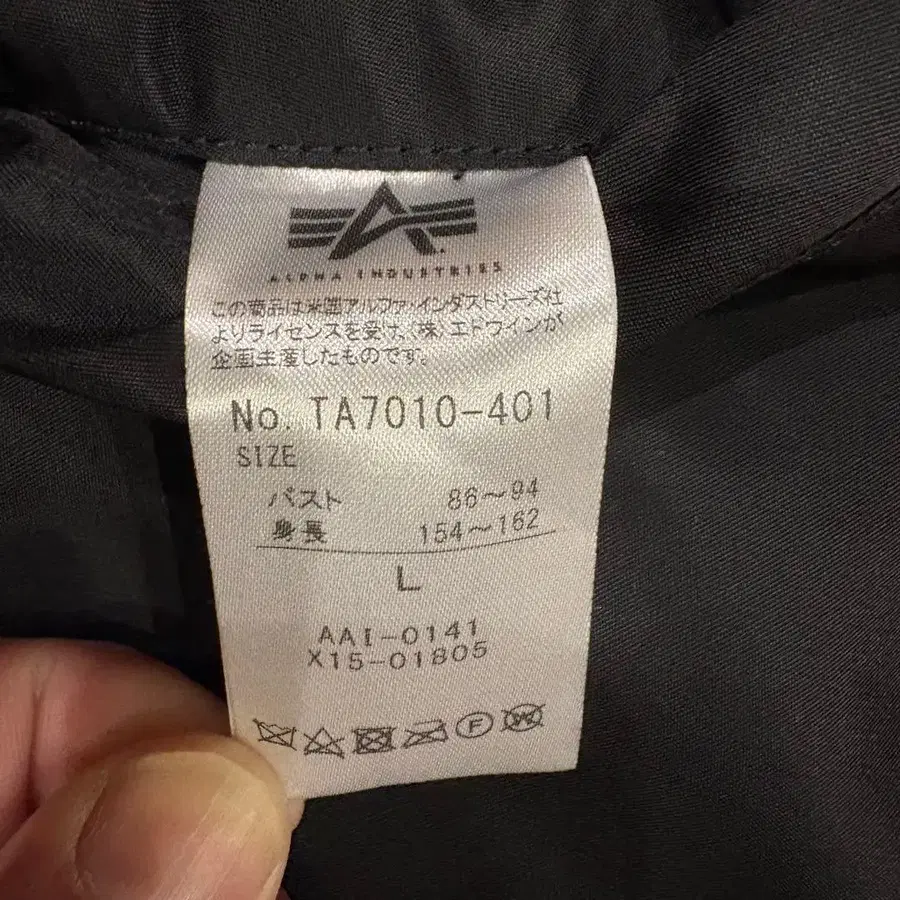 ALPHA INDUSTRIES
この商品は米国アルファ・インダストリーズ社
よりライセンスを受け、㈱エドウインが
企画生産したものです。
No. TA7010-401
SIZE
バスト 86～94
身長 154～162
L
AAI-0141
X15-01805
F
W